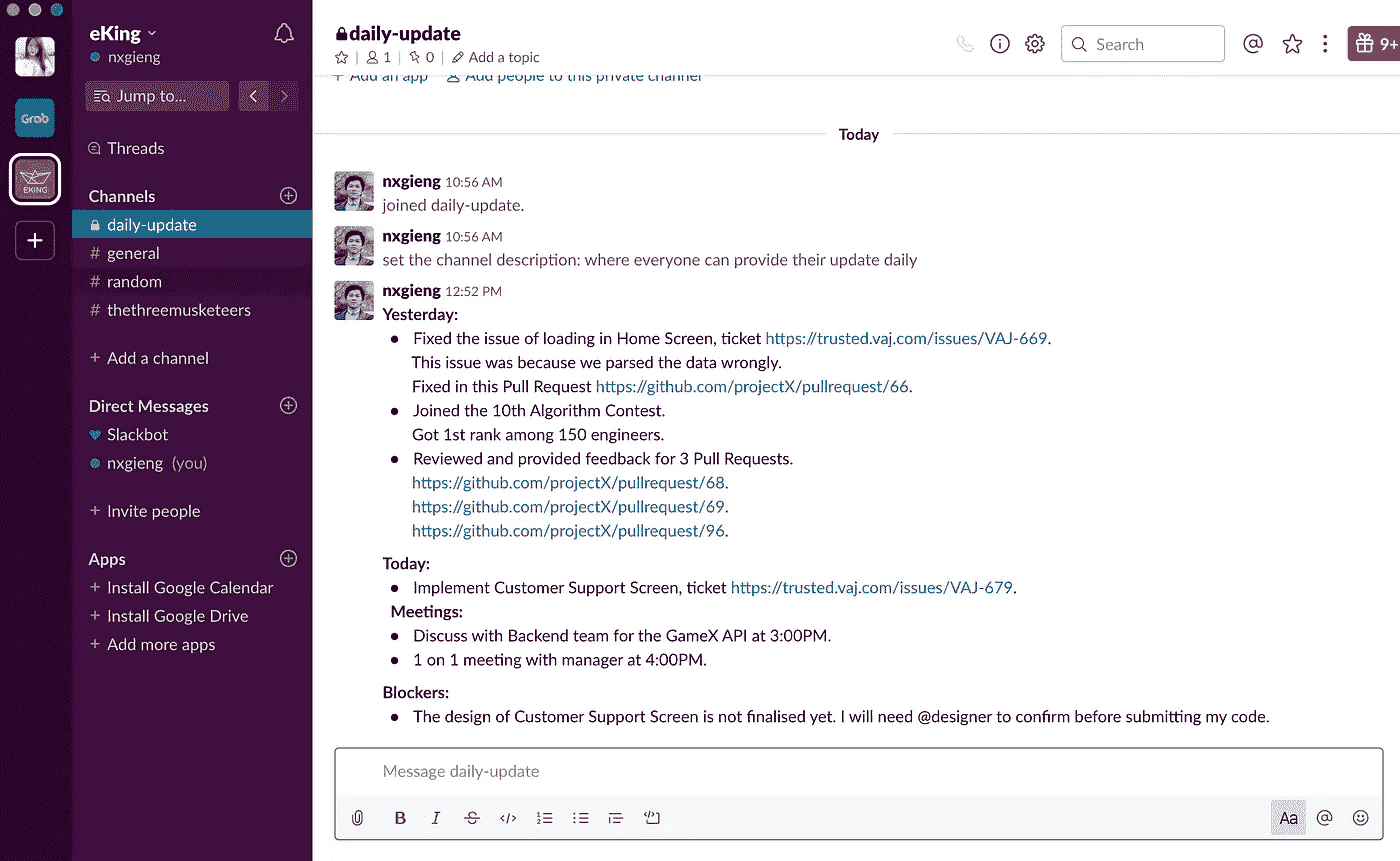 eKing
nxgieng
Jump to...
Threads
Channels
daily-update
# general
# random
# thethreemusketeers
+ Add a channel
Direct Messages
Slackbot
nxgieng (you)
+ Invite people
Apps
+ Install Google Calendar
+ Install Google Drive
+ Add more apps
Grab
EKING
daily-update
1
0
Add a topic
Search
9+
+ Add an app
Add people to this private channel
Today
nxgieng 10:56 AM
joined daily-update.
nxgieng 10:56 AM
set the channel description: where everyone can provide their update daily
nxgieng 12:52 PM
Yesterday:
• Fixed the issue of loading in Home Screen, ticket https://trusted.vaj.com/issues/VAJ-669.
This issue was because we parsed the data wrongly.
Fixed in this Pull Request https://github.com/projectX/pullrequest/66.
• Joined the 10th Algorithm Contest.
Got 1st rank among 150 engineers.
• Reviewed and provided feedback for 3 Pull Requests.
https://github.com/projectX/pullrequest/68.
https://github.com/projectX/pullrequest/69.
https://github.com/projectX/pullrequest/96.
Today:
• Implement Customer Support Screen, ticket https://trusted.vaj.com/issues/VAJ-679.
Meetings:
• Discuss with Backend team for the GameX API at 3:00PM.
• 1 on 1 meeting with manager at 4:00PM.
Blockers:
• The design of Customer Support Screen is not finalised yet. I will need @designer to confirm before submitting my code.
Message daily-update
B I S </> Aa @